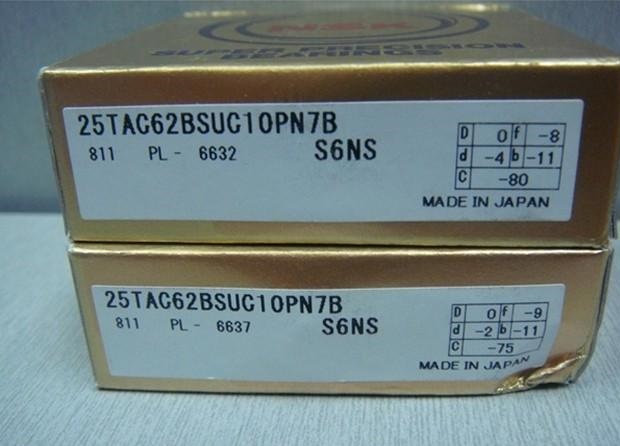 NSK
SUPER PRECISION
BEARINGS
25TAC62BSUC10PN7B
811 PL - 6632 S6NS
D 0 f -8
d -4 b -11
C -80
MADE IN JAPAN
25TAC62BSUC10PN7B
811 PL - 6637 S6NS
D 0 f -9
d -2 b -11
C -75
MADE IN JAPAN